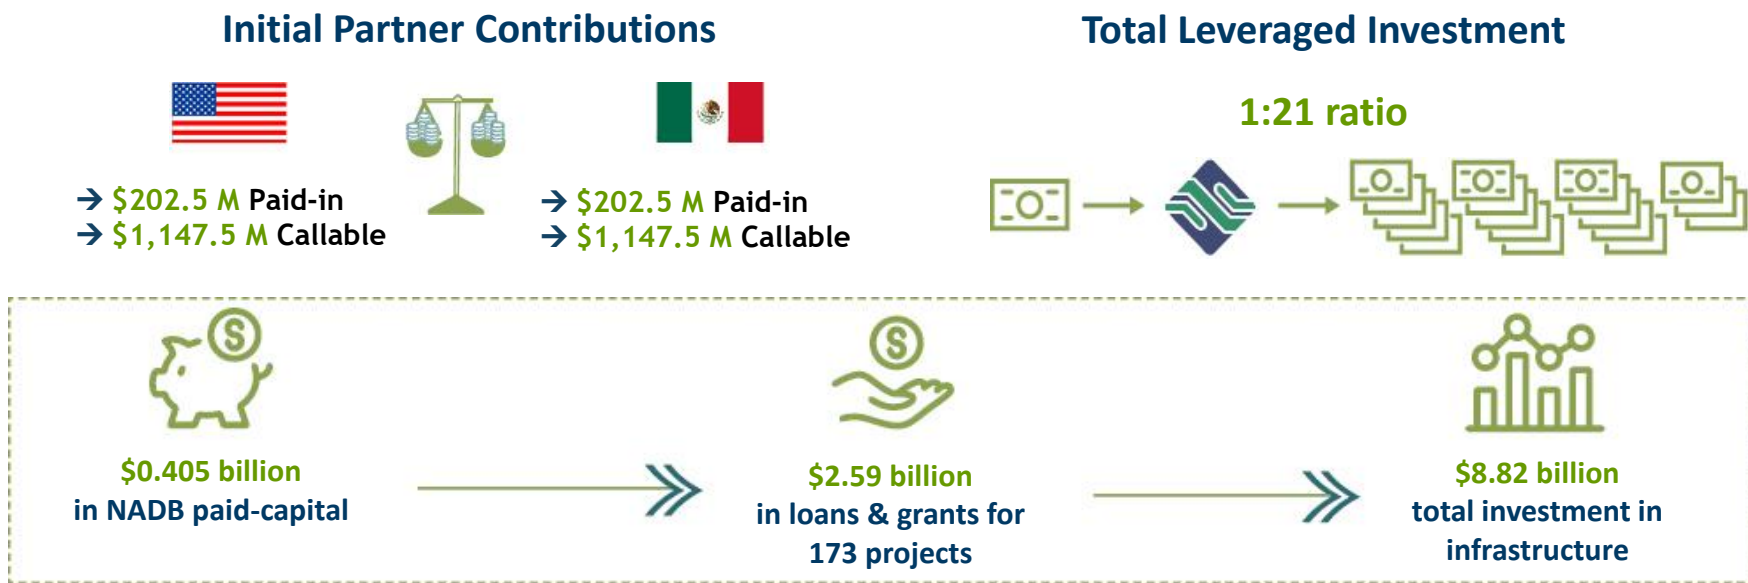 Initial Partner Contributions
→ $202.5 M Paid-in
→ $1,147.5 M Callable
→ $202.5 M Paid-in
→ $1,147.5 M Callable
Total Leveraged Investment
1:21 ratio
$0.405 billion
in NADB paid-capital
$2.59 billion
in loans & grants for
173 projects
$8.82 billion
total investment in
infrastructure